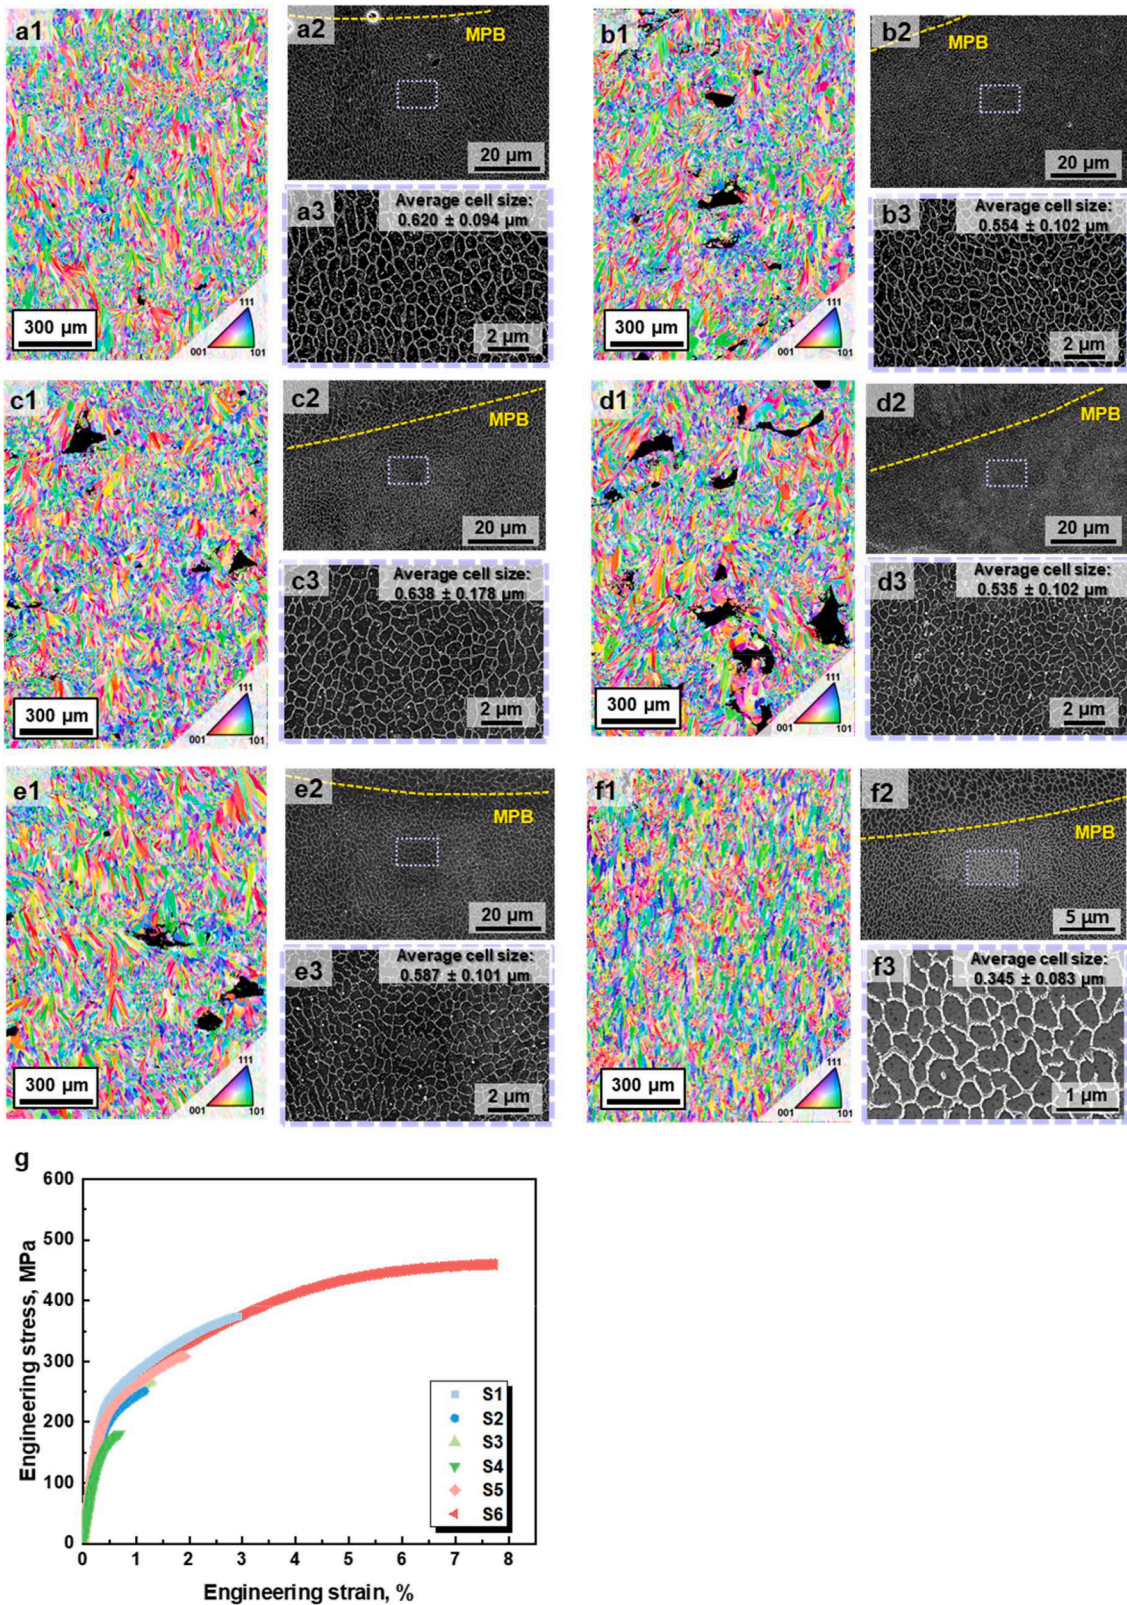 a1
300 µm
111
001
101
a2
MPB
20 µm
a3
Average cell size:
0.620 ± 0.094 µm
2 µm
b1
300 µm
111
001
101
b2
MPB
20 µm
b3
Average cell size:
0.554 ± 0.102 µm
2 µm
c1
300 µm
111
001
101
c2
MPB
20 µm
c3
Average cell size:
0.638 ± 0.178 µm
2 µm
d1
300 µm
111
001
101
d2
MPB
20 µm
d3
Average cell size:
0.535 ± 0.102 µm
2 µm
e1
300 µm
111
001
101
e2
MPB
20 µm
e3
Average cell size:
0.587 ± 0.101 µm
2 µm
f1
300 µm
111
001
101
f2
MPB
5 µm
f3
Average cell size:
0.345 ± 0.083 µm
1 µm
g
Engineering stress, MPa
600
500
400
300
200
100
0
S1
S2
S3
S4
S5
S6
0 1 2 3 4 5 6 7 8
Engineering strain, %